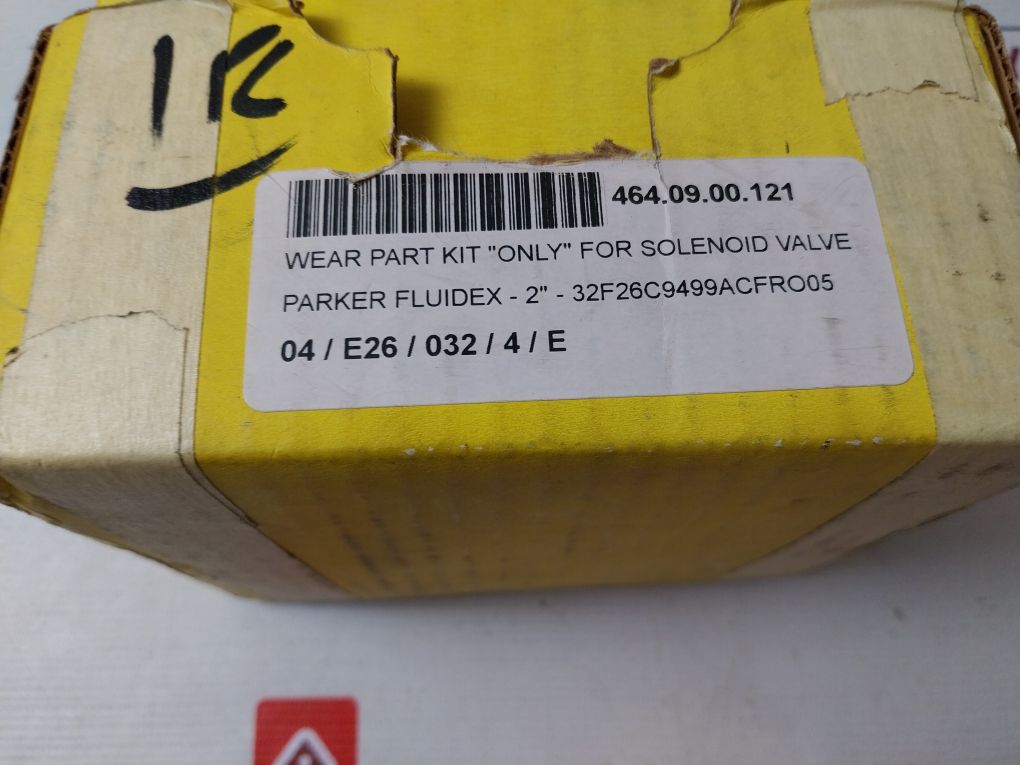 464.09.00.121
WEAR PART KIT "ONLY" FOR SOLENOID VALVE
PARKER FLUIDEX - 2" - 32F26C9499ACFRO05
04 / E26 / 032 / 4 / E